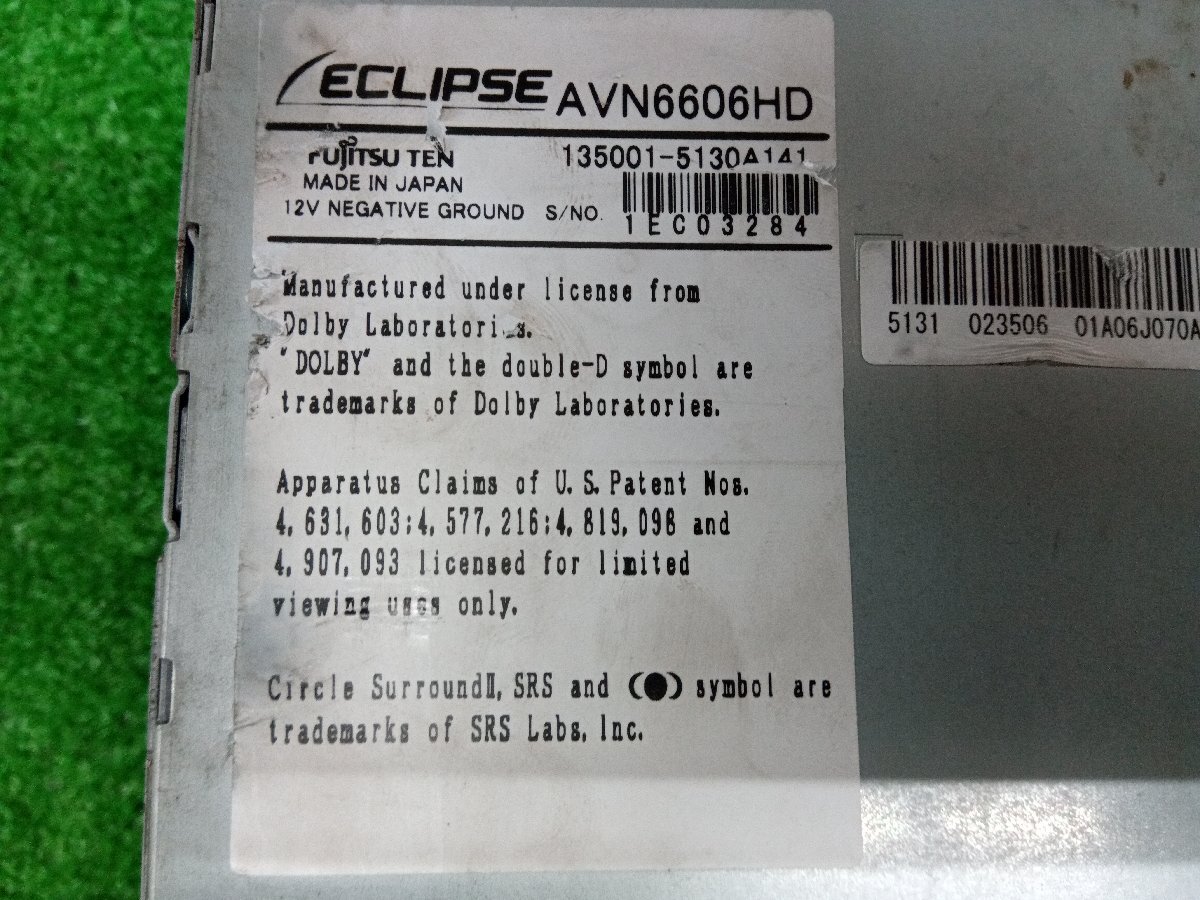 ECLIPSE AVN6606HD
FUJITSU TEN 135001-5130A141
MADE IN JAPAN
12V NEGATIVE GROUND S/NO.
1EC03284
Manufactured under license from
Dolby Laboratories.
"DOLBY" and the double-D symbol are
trademarks of Dolby Laboratories.
Apparatus Claims of U.S.Patent Nos.
4,631,603;4,577,216;4,819,098 and
4,907,093 licensed for limited
viewing uses only.
Circle SurroundⅡ, SRS and (●) symbol are
trademarks of SRS Labs, Inc.
5131 023506 01A06J070A